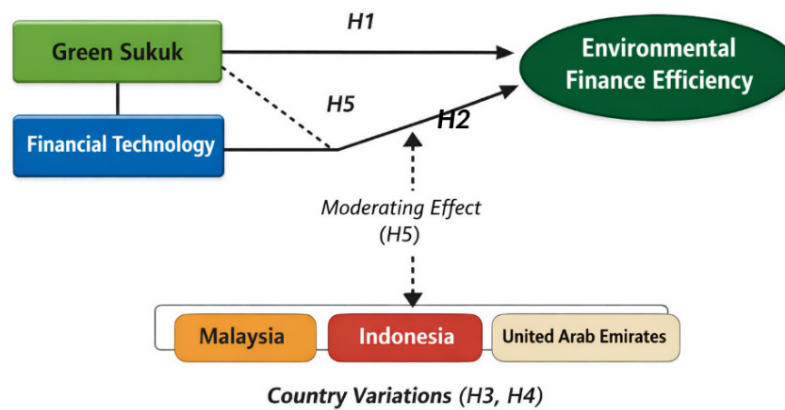 H1
Green Sukuk
Environmental
Finance Efficiency
H5
H2
Financial Technology
Moderating Effect
(H5)
Malaysia
Indonesia
United Arab Emirates
Country Variations (H3, H4)